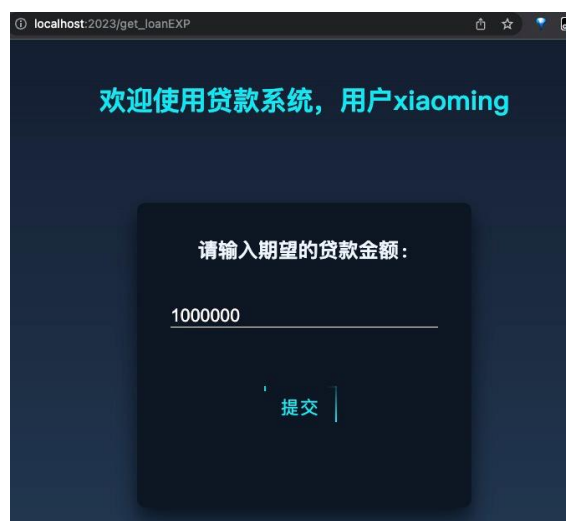 localhost:2023/get_loanEXP
欢迎使用贷款系统，用户xiaoming
请输入期望的贷款金额：
1000000
提交